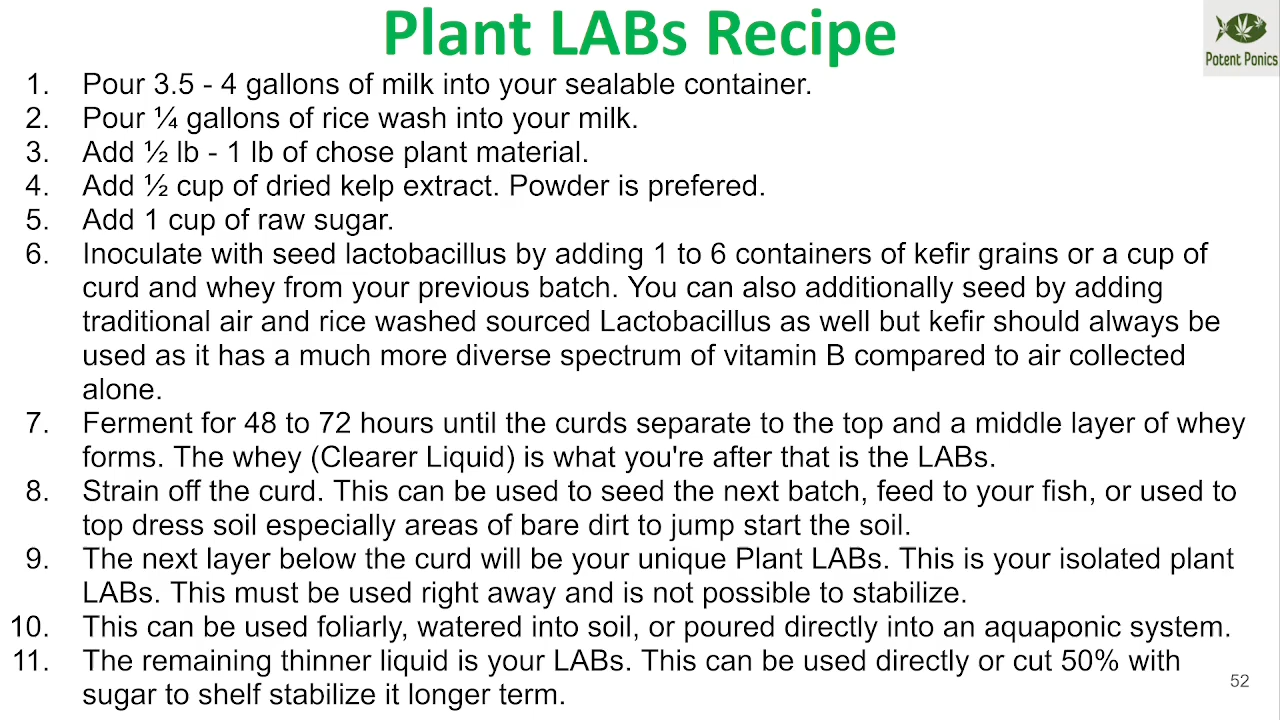 Plant LABs Recipe
Potent Ponics
1. Pour 3.5 - 4 gallons of milk into your sealable container.
2. Pour ¼ gallons of rice wash into your milk.
3. Add ½ lb - 1 lb of chose plant material.
4. Add ½ cup of dried kelp extract. Powder is prefered.
5. Add 1 cup of raw sugar.
6. Inoculate with seed lactobacillus by adding 1 to 6 containers of kefir grains or a cup of
curd and whey from your previous batch. You can also additionally seed by adding
traditional air and rice washed sourced Lactobacillus as well but kefir should always be
used as it has a much more diverse spectrum of vitamin B compared to air collected
alone.
7. Ferment for 48 to 72 hours until the curds separate to the top and a middle layer of whey
forms. The whey (Clearer Liquid) is what you're after that is the LABs.
8. Strain off the curd. This can be used to seed the next batch, feed to your fish, or used to
top dress soil especially areas of bare dirt to jump start the soil.
9. The next layer below the curd will be your unique Plant LABs. This is your isolated plant
LABs. This must be used right away and is not possible to stabilize.
10. This can be used foliarly, watered into soil, or poured directly into an aquaponic system.
11. The remaining thinner liquid is your LABs. This can be used directly or cut 50% with
sugar to shelf stabilize it longer term.
52